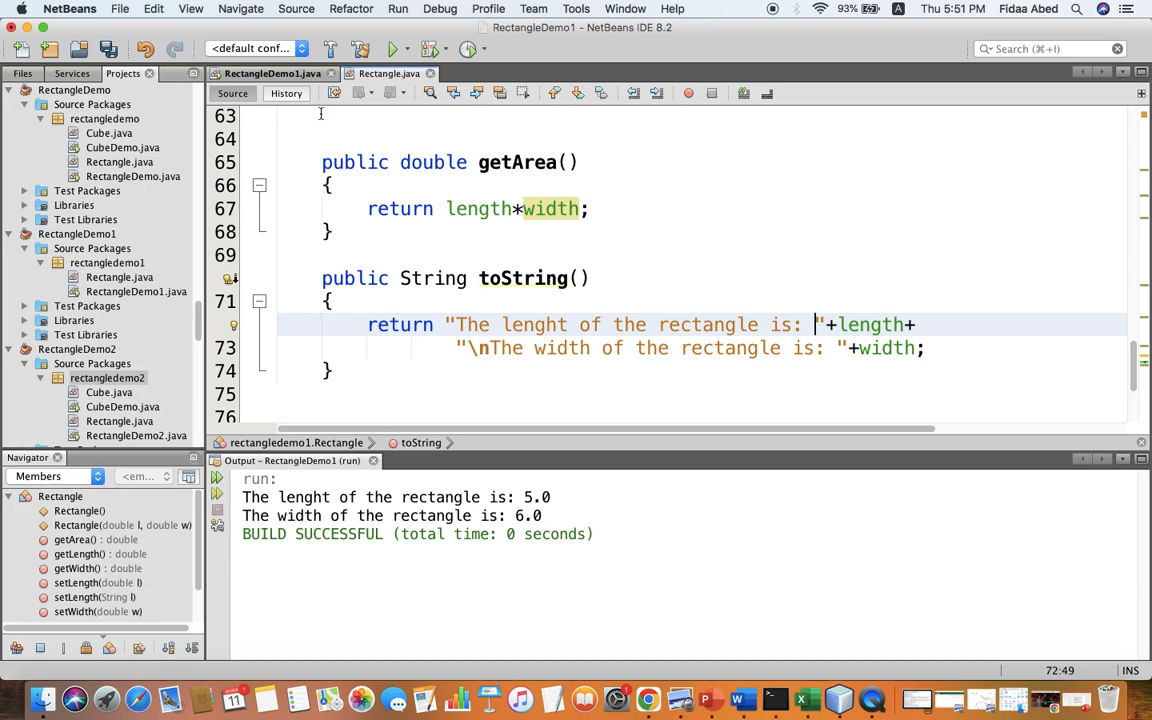 NetBeans File Edit View Navigate Source Refactor Run Debug Profile Team Tools Window Help 93% A Thu 5:51 PM Fidaa Abed
RectangleDemo1 - NetBeans IDE 8.2
<default conf... Search (⌘+I)
Files Services Projects RectangleDemo1.java Rectangle.java
Source History
RectangleDemo
Source Packages
rectangledemo
Cube.java
CubeDemo.java
Rectangle.java
RectangleDemo.java
Test Packages
Libraries
Test Libraries
RectangleDemo1
Source Packages
rectangledemo1
Rectangle.java
RectangleDemo1.java
Test Packages
Libraries
Test Libraries
RectangleDemo2
Source Packages
rectangledemo2
Cube.java
CubeDemo.java
Rectangle.java
RectangleDemo2.java
63
64
65 public double getArea()
66 {
67 return length*width;
68 }
69
public String toString()
71 {
return "The lenght of the rectangle is: "+length+
73 "\nThe width of the rectangle is: "+width;
74 }
75
76
rectangledemo1.Rectangle toString
Navigator
Members <em...
Rectangle
Rectangle()
Rectangle(double l, double w)
getArea() : double
getLength() : double
getWidth() : double
setLength(double l)
setLength(String l)
setWidth(double w)
Output - RectangleDemo1 (run)
run:
The lenght of the rectangle is: 5.0
The width of the rectangle is: 6.0
BUILD SUCCESSFUL (total time: 0 seconds)
72:49 INS